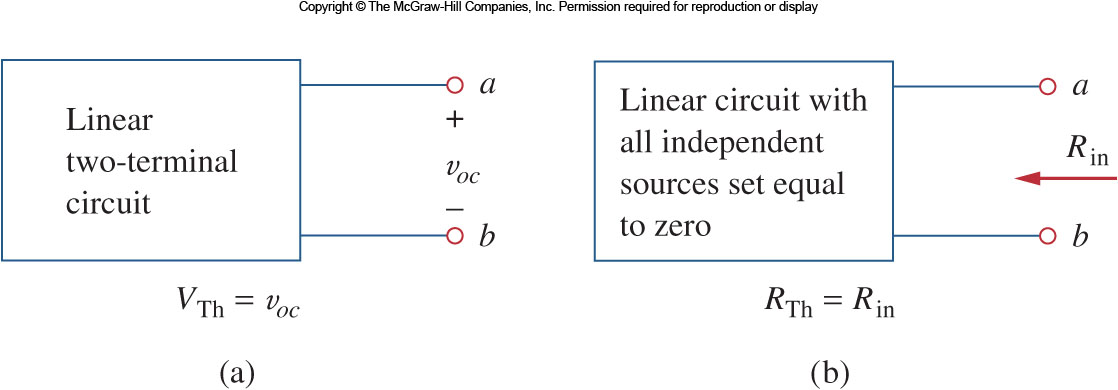 Copyright © The McGraw-Hill Companies, Inc. Permission required for reproduction or display
Linear
two-terminal
circuit
a
+
v_oc
–
b
V_Th = v_oc
(a)
Linear circuit with
all independent
sources set equal
to zero
a
R_in
b
R_Th = R_in
(b)